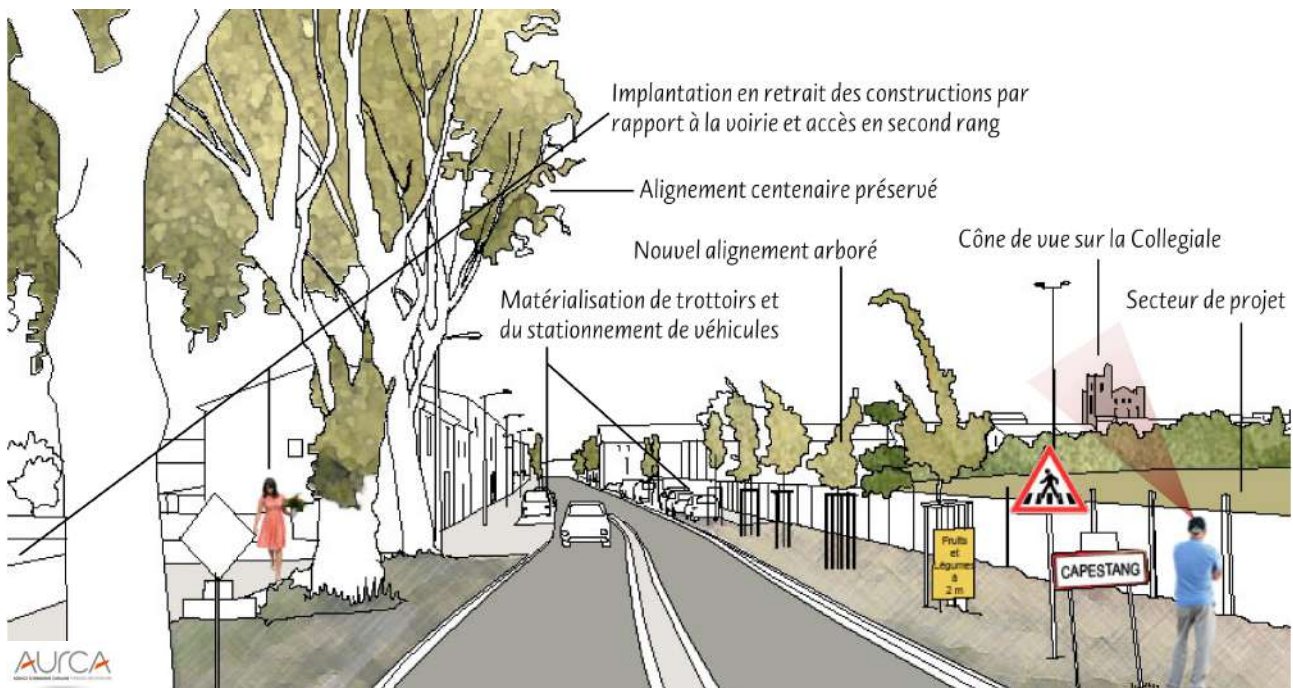 Implantation en retrait des constructions par
rapport à la voirie et accès en second rang
Alignement centenaire préservé
Nouvel alignement arboré
Cône de vue sur la Collegiale
Matérialisation de trottoirs et
du stationnement de véhicules
Secteur de projet
Fruits
et
Légumes
à
2 m
CAPESTANG
AURCA